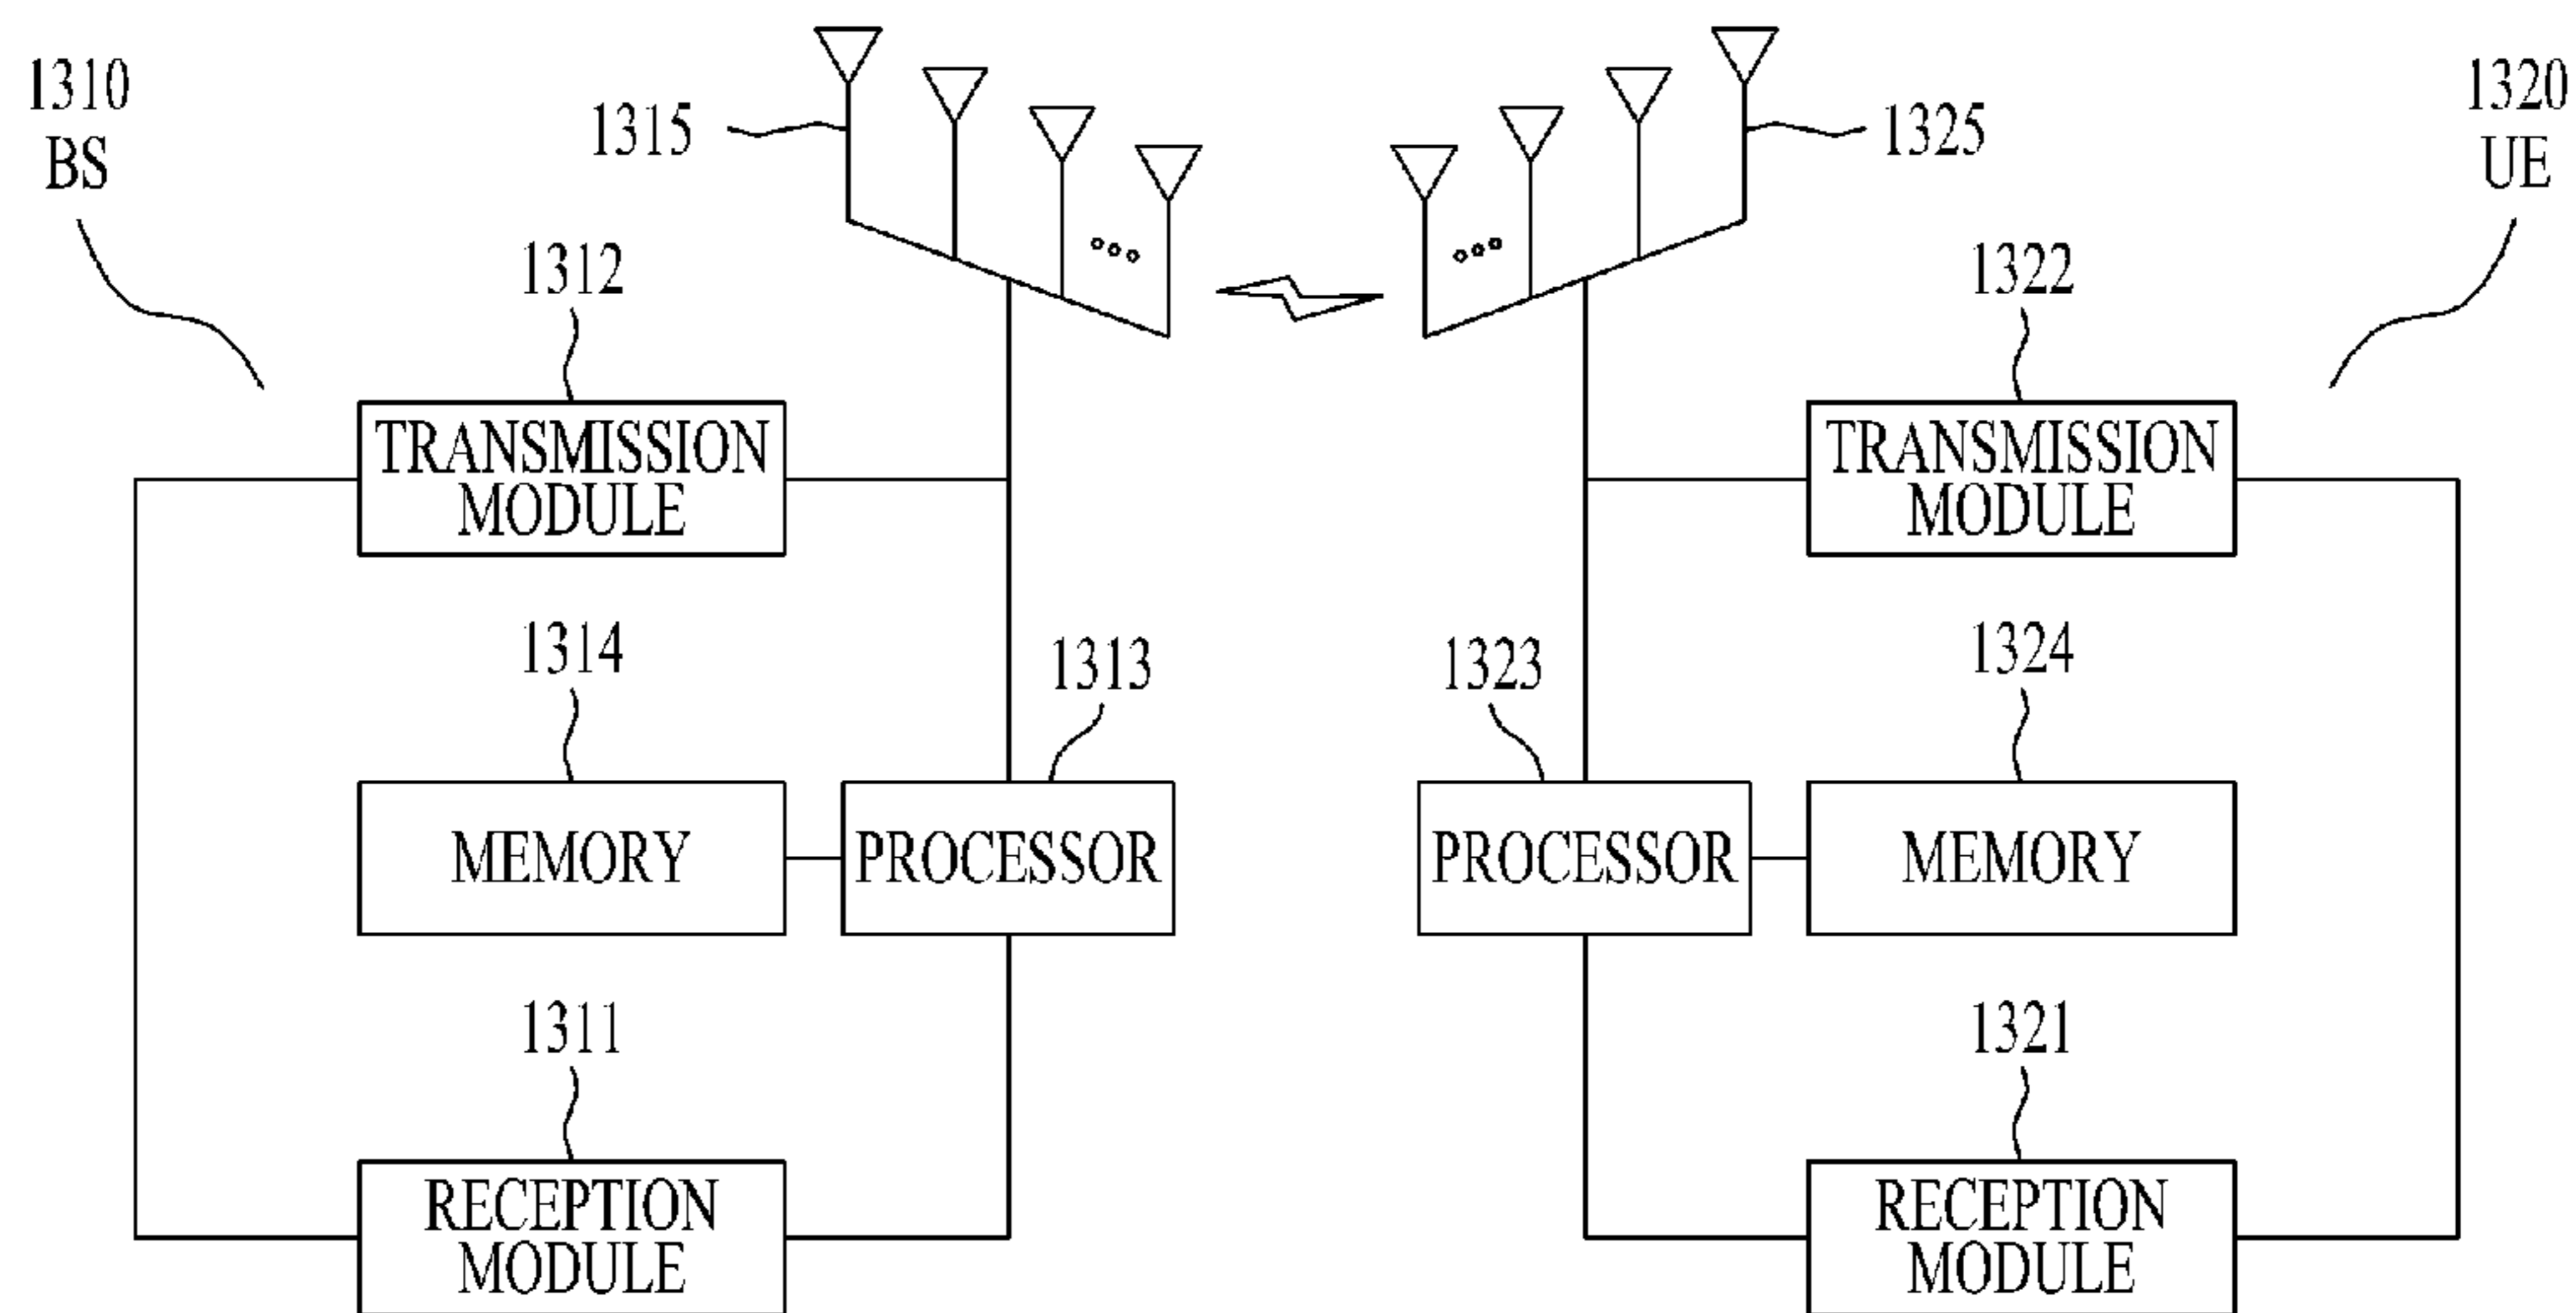 1310
BS
1315
1325
1320
UE
1312
1322
TRANSMISSION
MODULE
TRANSMISSION
MODULE
1314
1313
1323
1324
MEMORY
PROCESSOR
PROCESSOR
MEMORY
1311
1321
RECEPTION
MODULE
RECEPTION
MODULE